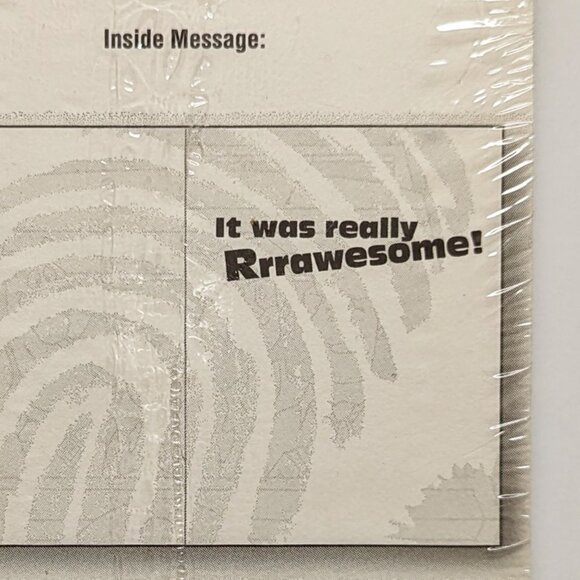 Inside Message:
It was really
Rrrawesome!